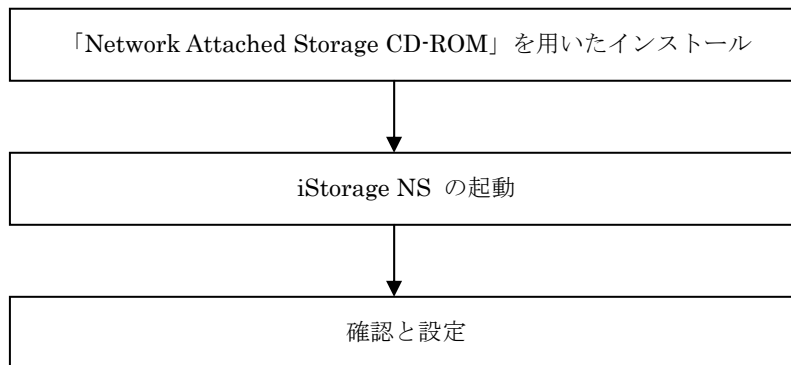 「Network Attached Storage CD-ROM」を用いたインストール
iStorage NS の起動
確認と設定